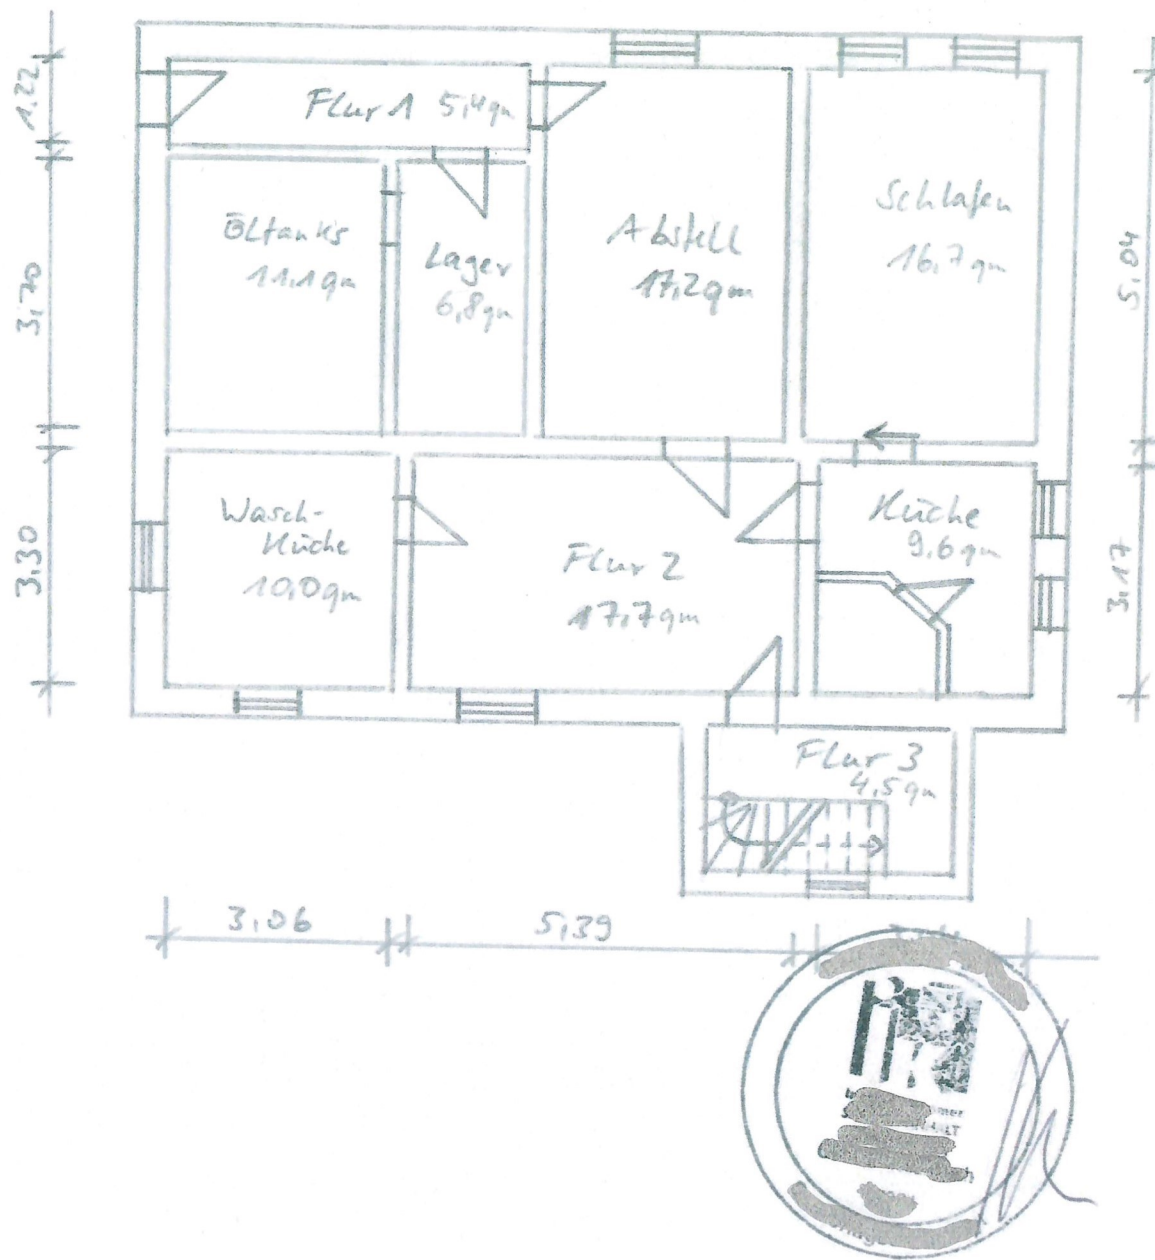 1.22
Flur 1 5,4qm
Öltanks
11,1qm
Lager
6,8qm
Abstell
17,2qm
Schlafen
16,7qm
3,70
5,04
Wasch-
Küche
10,0qm
Flur 2
17,7qm
Küche
9,6qm
3.30
3,17
Flur 3
4,5qm
3,06
5,39